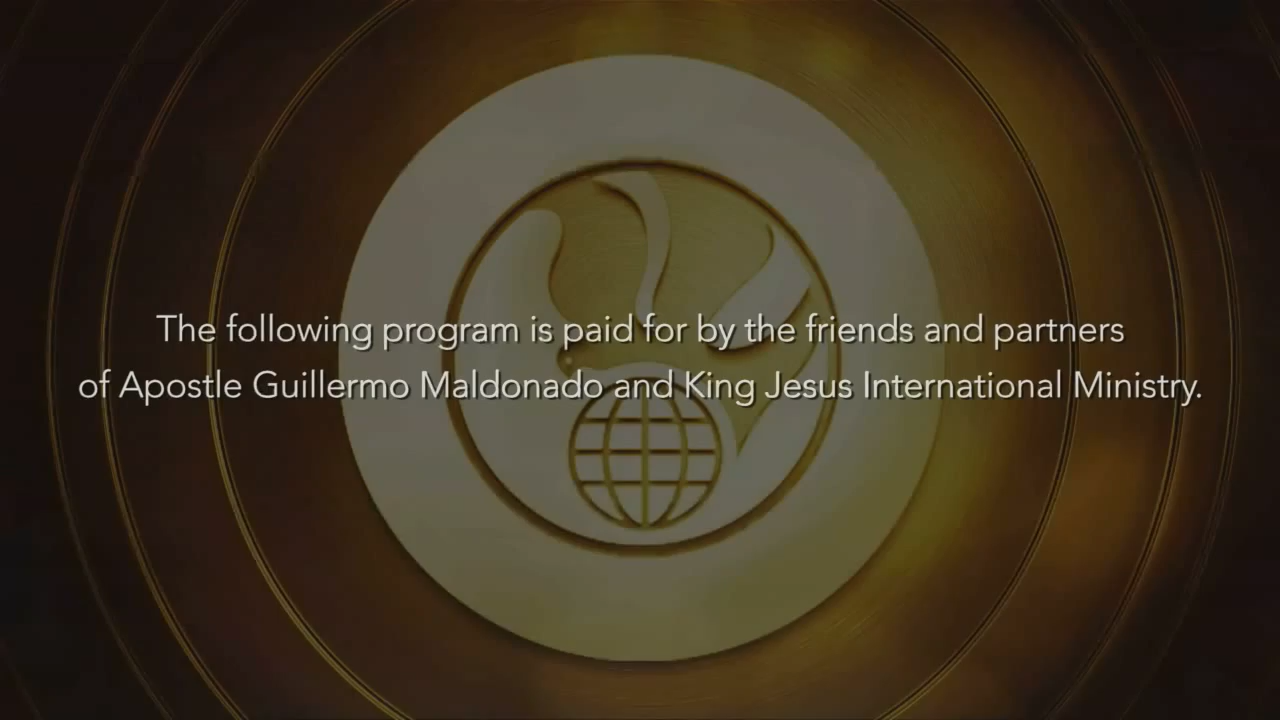 The following program is paid for by the friends and partners
of Apostle Guillermo Maldonado and King Jesus International Ministry.